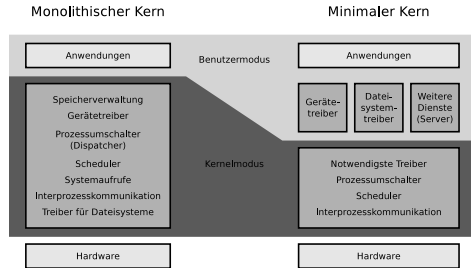 Monolithischer Kern
Minimaler Kern
Anwendungen
Benutzermodus
Anwendungen
Speicherverwaltung
Gerätetreiber
Prozessumschalter
(Dispatcher)
Scheduler
Systemaufrufe
Interprozesskommunikation
Treiber für Dateisysteme
Kernelmodus
Geräte-
treiber
Datei-
system-
treiber
Weitere
Dienste
(Server)
Notwendigste Treiber
Prozessumschalter
Scheduler
Interprozesskommunikation
Hardware
Hardware